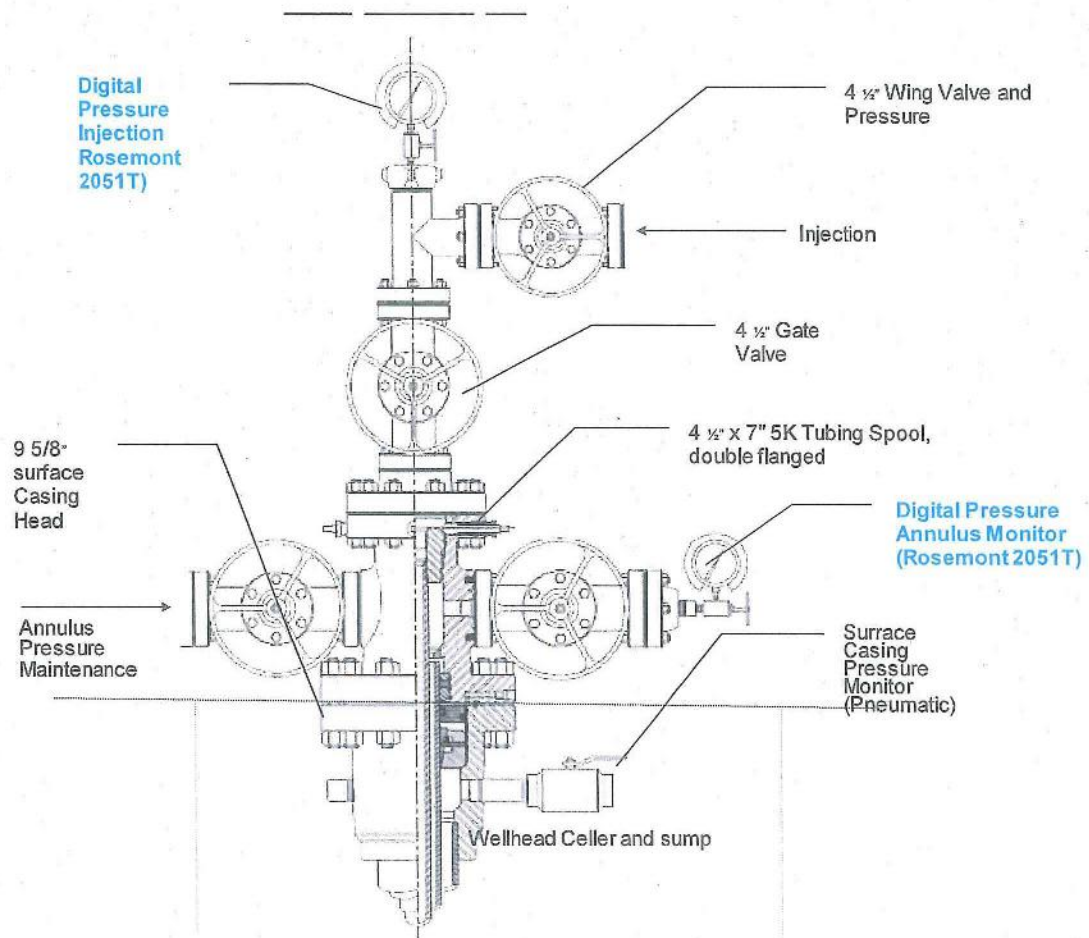 Digital
Pressure
Injection
Rosemont
2051T)
4 ½" Wing Valve and
Pressure
Injection
4 ½" Gate
Valve
9 5/8"
surface
Casing
Head
4 ½" x 7" 5K Tubing Spool,
double flanged
Digital Pressure
Annulus Monitor
(Rosemont 2051T)
Annulus
Pressure
Maintenance
Surrace
Casing
Pressure
Monitor
(Pneumatic)
Wellhead Celler and sump